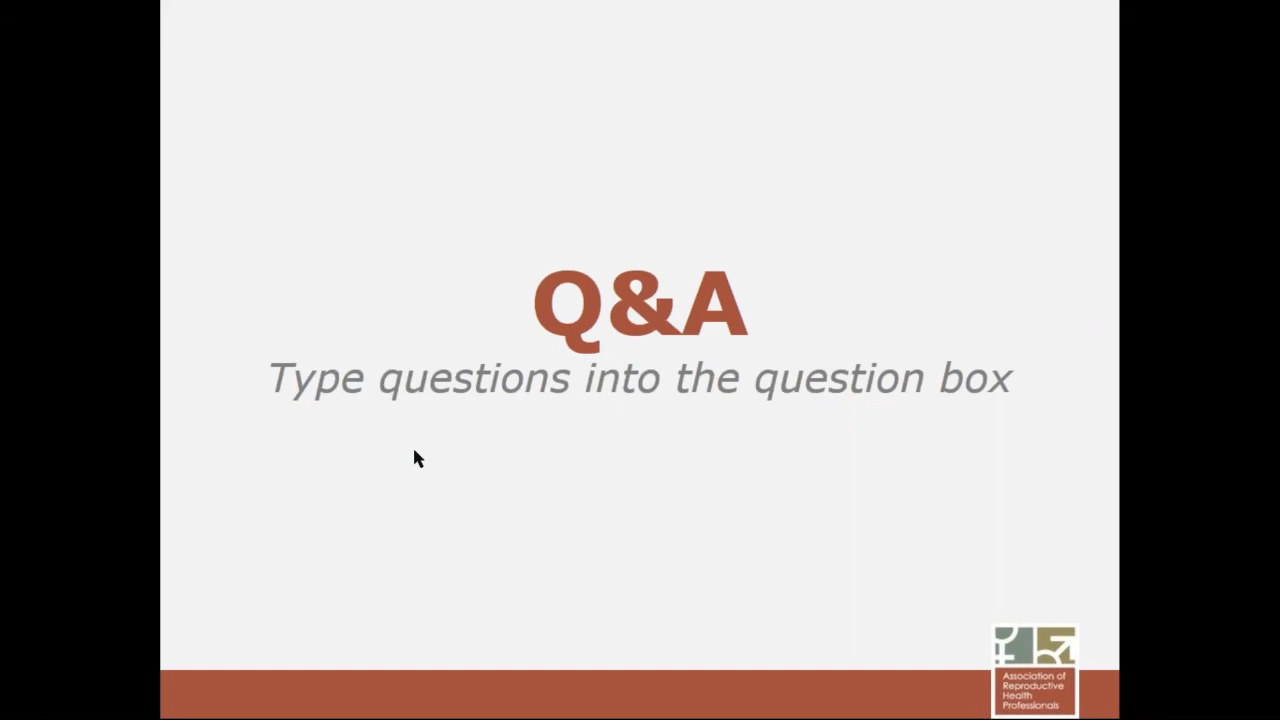 Q&A
Type questions into the question box
Association of
Reproductive
Health
Professionals